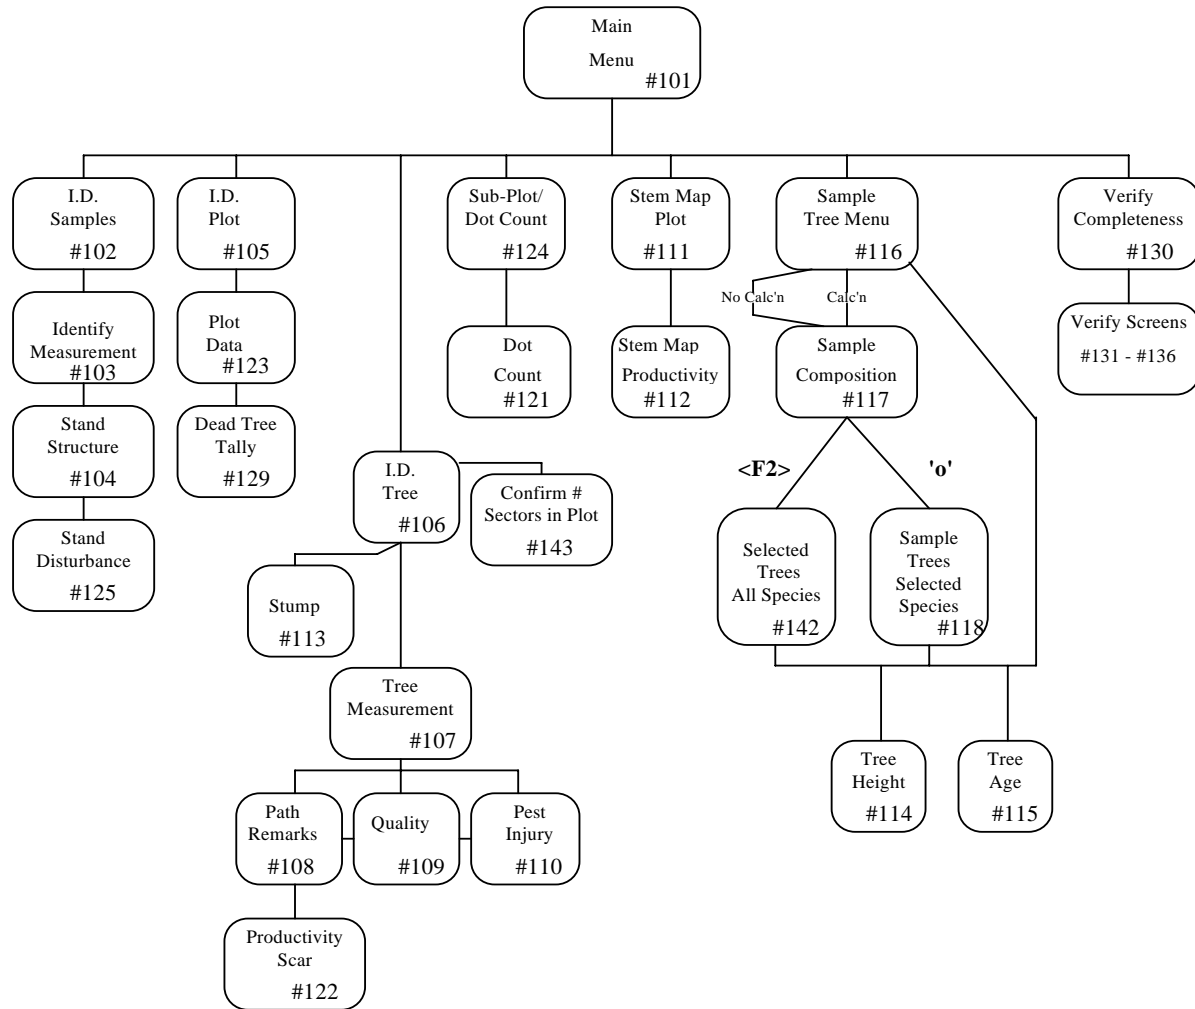 Main
Menu
#101
I.D.
Samples
#102
I.D.
Plot
#105
Sub-Plot/
Dot Count
#124
Stem Map
Plot
#111
Sample
Tree Menu
#116
Verify
Completeness
#130
Identify
Measurement
#103
Plot
Data
#123
No Calc'n
Calc'n
Dot
Count
#121
Stem Map
Productivity
#112
Sample
Composition
#117
Verify Screens
#131 - #136
Stand
Structure
#104
Dead Tree
Tally
#129
I.D.
Tree
#106
Confirm #
Sectors in Plot
#143
<F2>
'o'
Stand
Disturbance
#125
Stump
#113
Selected
Trees
All Species
#142
Sample
Trees
Selected
Species
#118
Tree
Measurement
#107
Tree
Height
#114
Tree
Age
#115
Path
Remarks
#108
Quality
#109
Pest
Injury
#110
Productivity
Scar
#122